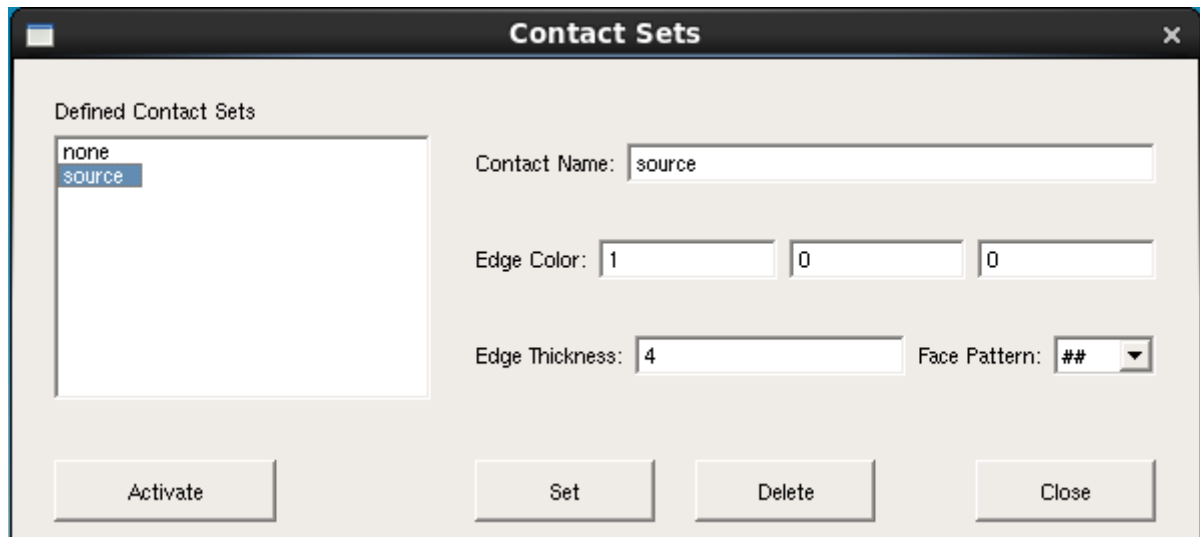 Contact Sets
Defined Contact Sets
none
source
Contact Name: source
Edge Color: 1 0 0
Edge Thickness: 4 Face Pattern: ##
Activate Set Delete Close